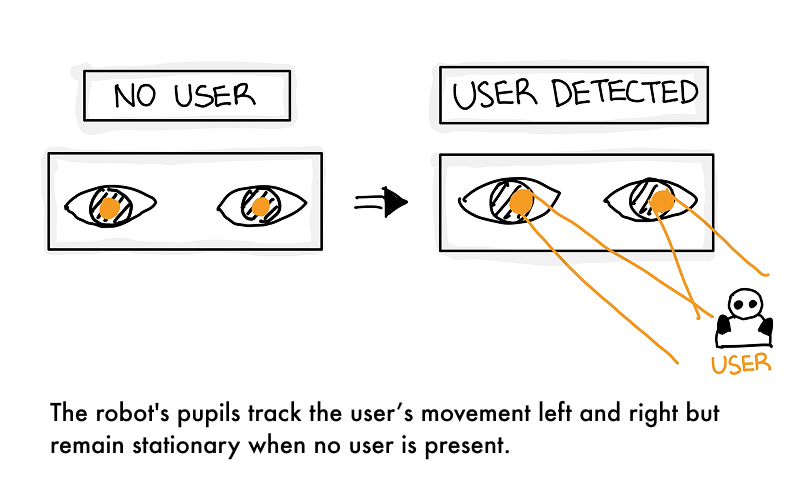 NO USER
USER DETECTED
USER
The robot's pupils track the user’s movement left and right but
remain stationary when no user is present.